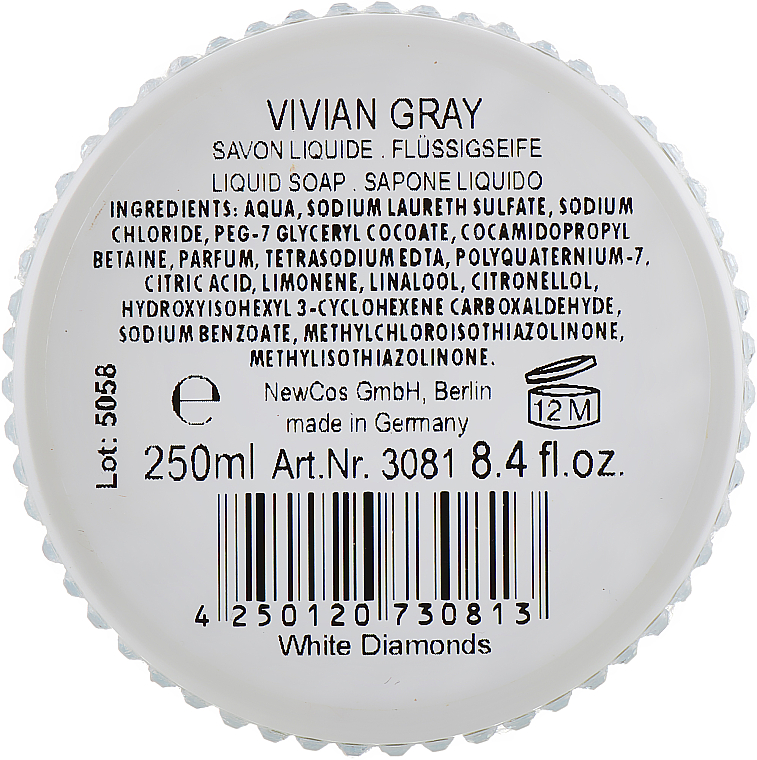 VIVIAN GRAY
SAVON LIQUIDE . FLÜSSIGSEIFE
LIQUID SOAP . SAPONE LIQUIDO
INGREDIENTS: AQUA, SODIUM LAURETH SULFATE, SODIUM
CHLORIDE, PEG-7 GLYCERYL COCOATE, COCAMIDOPROPYL
BETAINE, PARFUM, TETRASODIUM EDTA, POLYQUATERNIUM-7,
CITRIC ACID, LIMONENE, LINALOOL, CITRONELLOL,
HYDROXYISOHEXYL 3-CYCLOHEXENE CARBOXALDEHYDE,
SODIUM BENZOATE, METHYLCHLOROISOTHIAZOLINONE,
METHYLISOTHIAZOLINONE.
Lot: 5058
℮
NewCos GmbH, Berlin
made in Germany
12 M
250ml Art.Nr. 3081 8.4 fl.oz.
4 250120 730813
White Diamonds